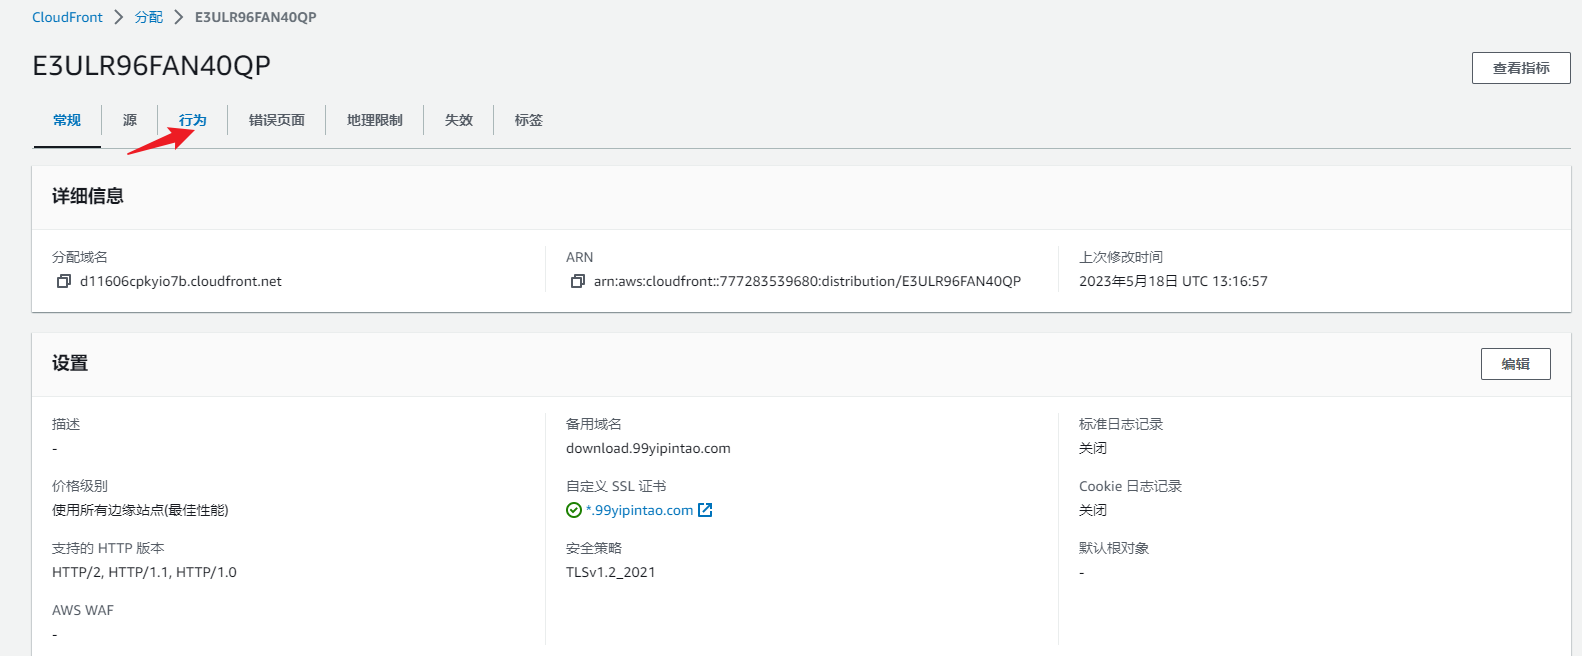 CloudFront > 分配 > E3ULR96FAN40QP
E3ULR96FAN40QP
查看指标
常规 源 行为 错误页面 地理限制 失效 标签
详细信息
分配域名
d11606cpkyio7b.cloudfront.net
ARN
arn:aws:cloudfront::777283539680:distribution/E3ULR96FAN40QP
上次修改时间
2023年5月18日 UTC 13:16:57
设置
编辑
描述
-
价格级别
使用所有边缘站点(最佳性能)
支持的 HTTP 版本
HTTP/2, HTTP/1.1, HTTP/1.0
AWS WAF
-
备用域名
download.99yipintao.com
自定义 SSL 证书
*.99yipintao.com
安全策略
TLSv1.2_2021
标准日志记录
关闭
Cookie 日志记录
关闭
默认根对象
-